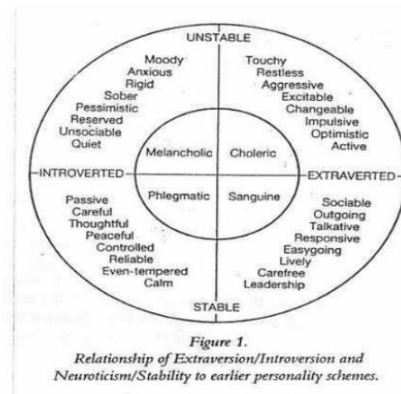 UNSTABLE
Moody
Anxious
Rigid
Sober
Pessimistic
Reserved
Unsociable
Quiet
Touchy
Restless
Aggressive
Excitable
Changeable
Impulsive
Optimistic
Active
Melancholic
Choleric
INTROVERTED
EXTRAVERTED
Phlegmatic
Sanguine
Passive
Careful
Thoughtful
Peaceful
Controlled
Reliable
Even-tempered
Calm
Sociable
Outgoing
Talkative
Responsive
Easygoing
Lively
Carefree
Leadership
STABLE
Figure 1.
Relationship of Extraversion/Introversion and
Neuroticism/Stability to earlier personality schemes.